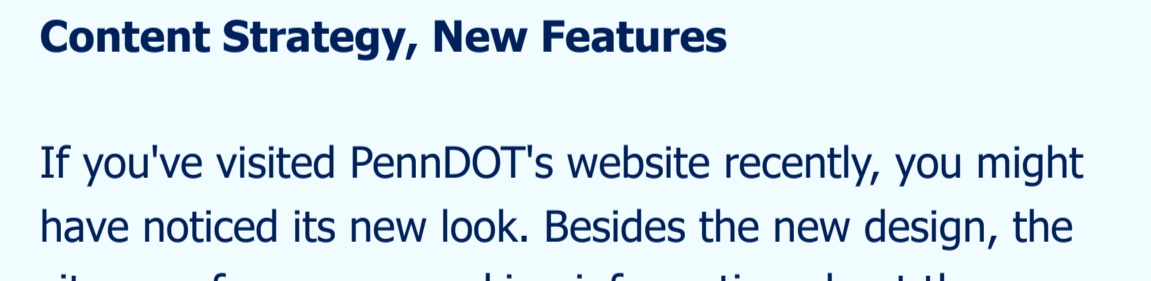 Content Strategy, New Features
If you've visited PennDOT's website recently, you might
have noticed its new look. Besides the new design, the